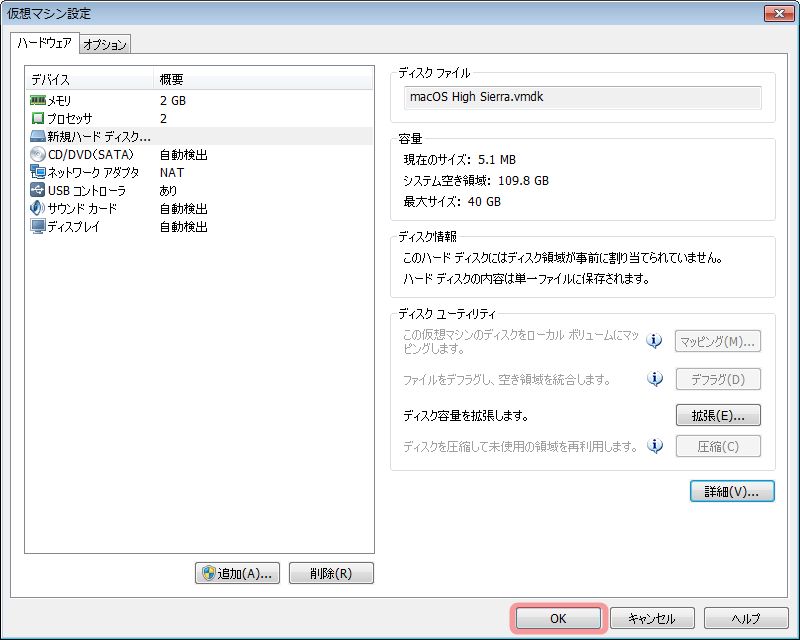 仮想マシン設定
ハードウェア オプション
デバイス 概要
メモリ 2 GB
プロセッサ 2
新規ハード ディスク...
CD/DVD(SATA) 自動検出
ネットワーク アダプタ NAT
USB コントローラ あり
サウンド カード 自動検出
ディスプレイ 自動検出
追加(A)... 削除(R)
ディスク ファイル
macOS High Sierra.vmdk
容量
現在のサイズ: 5.1 MB
システム空き領域: 109.8 GB
最大サイズ: 40 GB
ディスク情報
このハード ディスクにはディスク領域が事前に割り当てられていません。
ハード ディスクの内容は単一ファイルに保存されます。
ディスク ユーティリティ
この仮想マシンのディスクをローカル ボリュームにマッ
ピングします。 マッピング(M)...
ファイルをデフラグし、空き領域を統合します。 デフラグ(D)
ディスク容量を拡張します。 拡張(E)...
ディスクを圧縮して未使用の領域を再利用します。 圧縮(C)
詳細(V)...
OK キャンセル ヘルプ